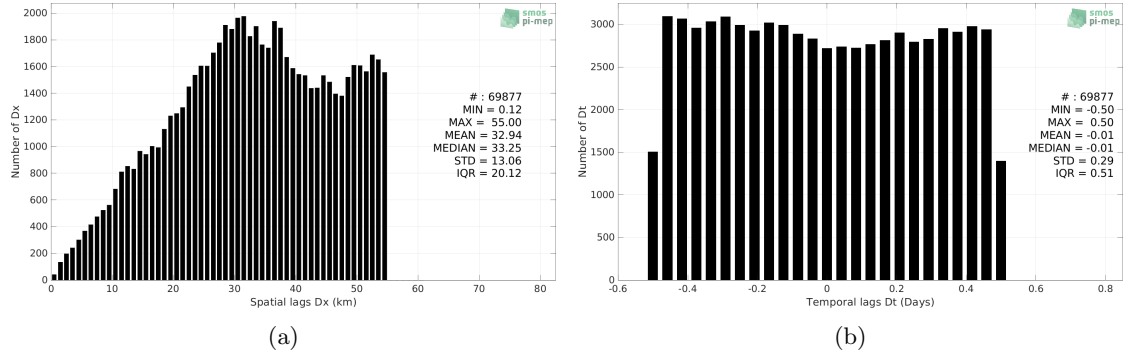 2000
1800
1600
1400
1200
1000
800
600
400
200
0
Number of Dx
smos
pi-mep
# : 69877
MIN = 0.12
MAX = 55.00
MEAN = 32.94
MEDIAN = 33.25
STD = 13.06
IQR = 20.12
0 10 20 30 40 50 60 70 80
Spatial lags Dx (km)
(a)
3000
2500
2000
1500
1000
500
0
Number of Dt
smos
pi-mep
# : 69877
MIN = -0.50
MAX = 0.50
MEAN = -0.01
MEDIAN = -0.01
STD = 0.29
IQR = 0.51
-0.6 -0.4 -0.2 0 0.2 0.4 0.6 0.8
Temporal lags Dt (Days)
(b)